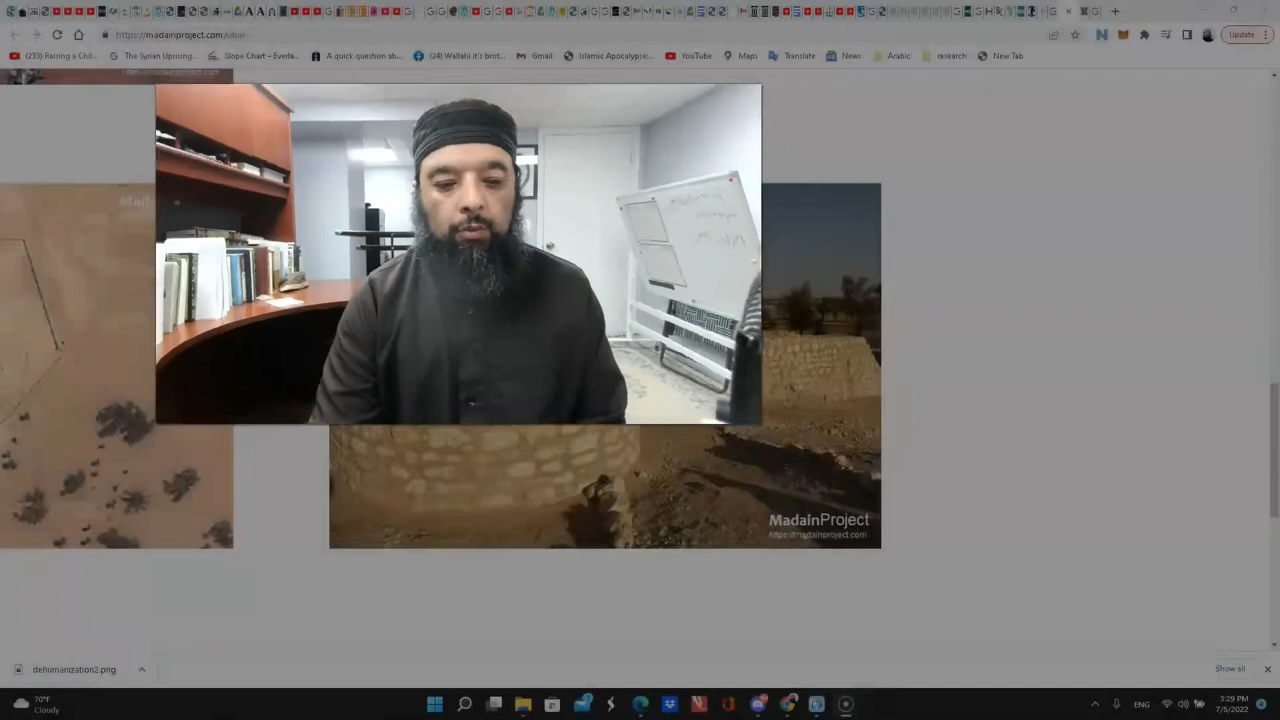 https://madainproject.com/ubar
Update
(233) Raising a Chil...
The Syrian Uprising...
Slope Chart – Everla...
A quick question ab...
(24) Wallahi it's brot...
Gmail
Islamic Apocalypse:...
YouTube
Maps
Translate
News
Arabic
research
New Tab
MadainProject
https://madainproject.com
dehumanization2.png
Show all
70°F
Cloudy
ENG
3:29 PM
7/5/2022